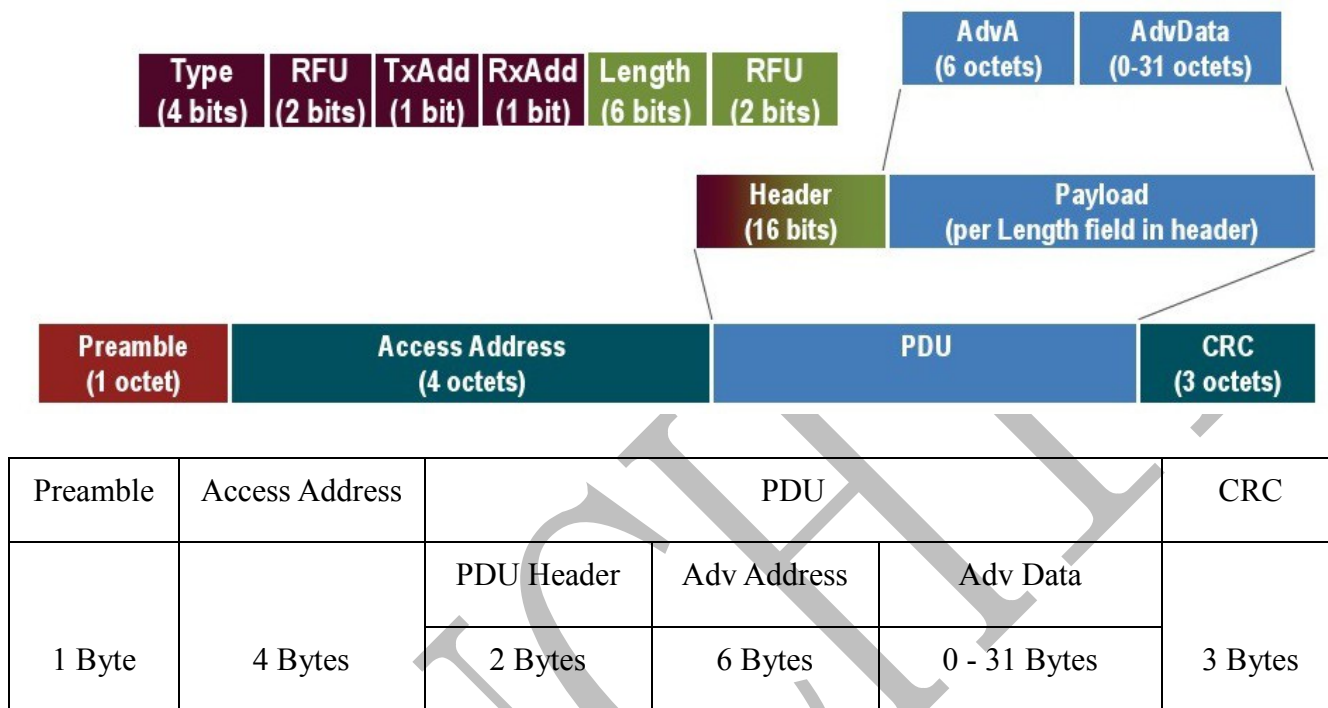 AdvA AdvData
(6 octets) (0-31 octets)
Type RFU TxAdd RxAdd Length RFU
(4 bits) (2 bits) (1 bit) (1 bit) (6 bits) (2 bits)
Header Payload
(16 bits) (per Length field in header)
Preamble Access Address PDU CRC
(1 octet) (4 octets) (3 octets)
Preamble Access Address PDU CRC
PDU Header Adv Address Adv Data
1 Byte 4 Bytes 2 Bytes 6 Bytes 0 - 31 Bytes 3 Bytes